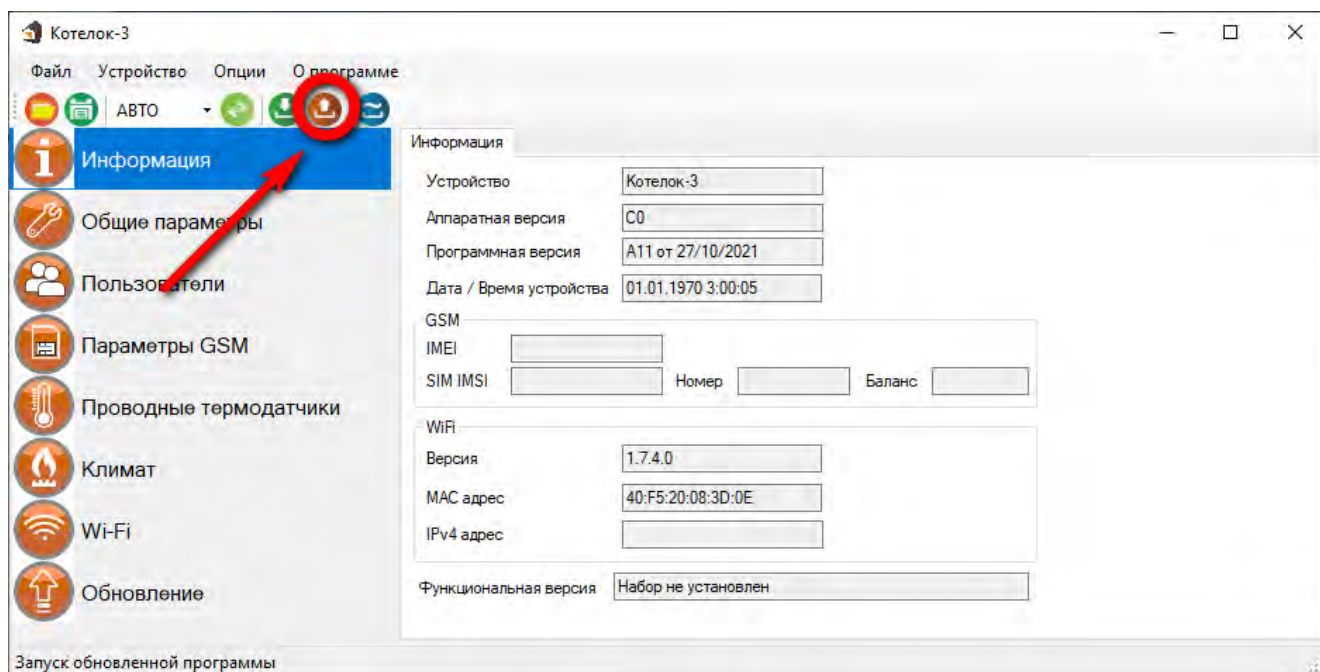 Котелок-3
Файл Устройство Опции О программе
АВТО
Информация
Общие параметры
Пользователи
Параметры GSM
Проводные термодатчики
Климат
Wi-Fi
Обновление
Информация
Устройство Котелок-3
Аппаратная версия C0
Программная версия A11 от 27/10/2021
Дата / Время устройства 01.01.1970 3:00:05
GSM
IMEI
SIM IMSI Номер Баланс
WiFi
Версия 1.7.4.0
MAC адрес 40:F5:20:08:3D:0E
IPv4 адрес
Функциональная версия Набор не установлен
Запуск обновленной программы